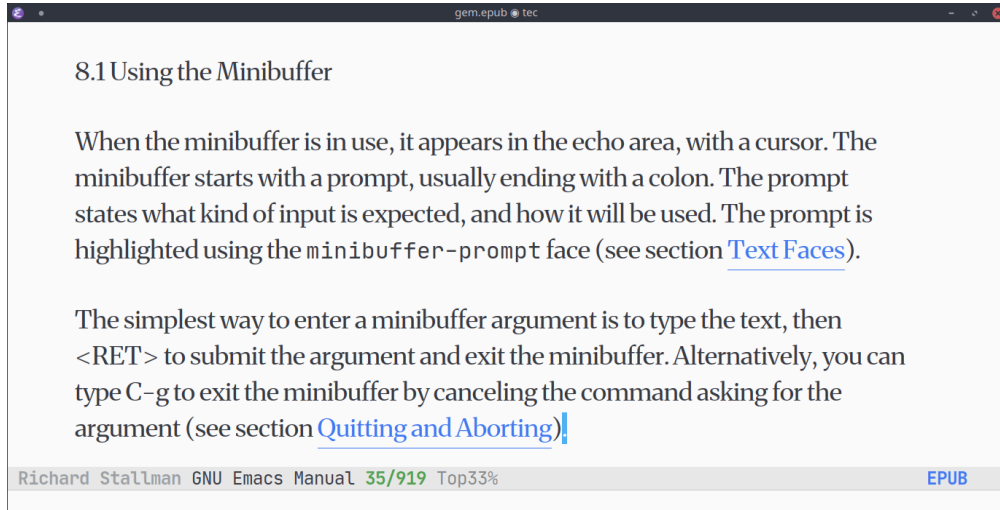 gem.epub ◉ tec
8.1 Using the Minibuffer
When the minibuffer is in use, it appears in the echo area, with a cursor. The
minibuffer starts with a prompt, usually ending with a colon. The prompt
states what kind of input is expected, and how it will be used. The prompt is
highlighted using the minibuffer-prompt face (see section Text Faces).
The simplest way to enter a minibuffer argument is to type the text, then
<RET> to submit the argument and exit the minibuffer. Alternatively, you can
type C-g to exit the minibuffer by canceling the command asking for the
argument (see section Quitting and Aborting).
Richard Stallman GNU Emacs Manual 35/919 Top33% EPUB